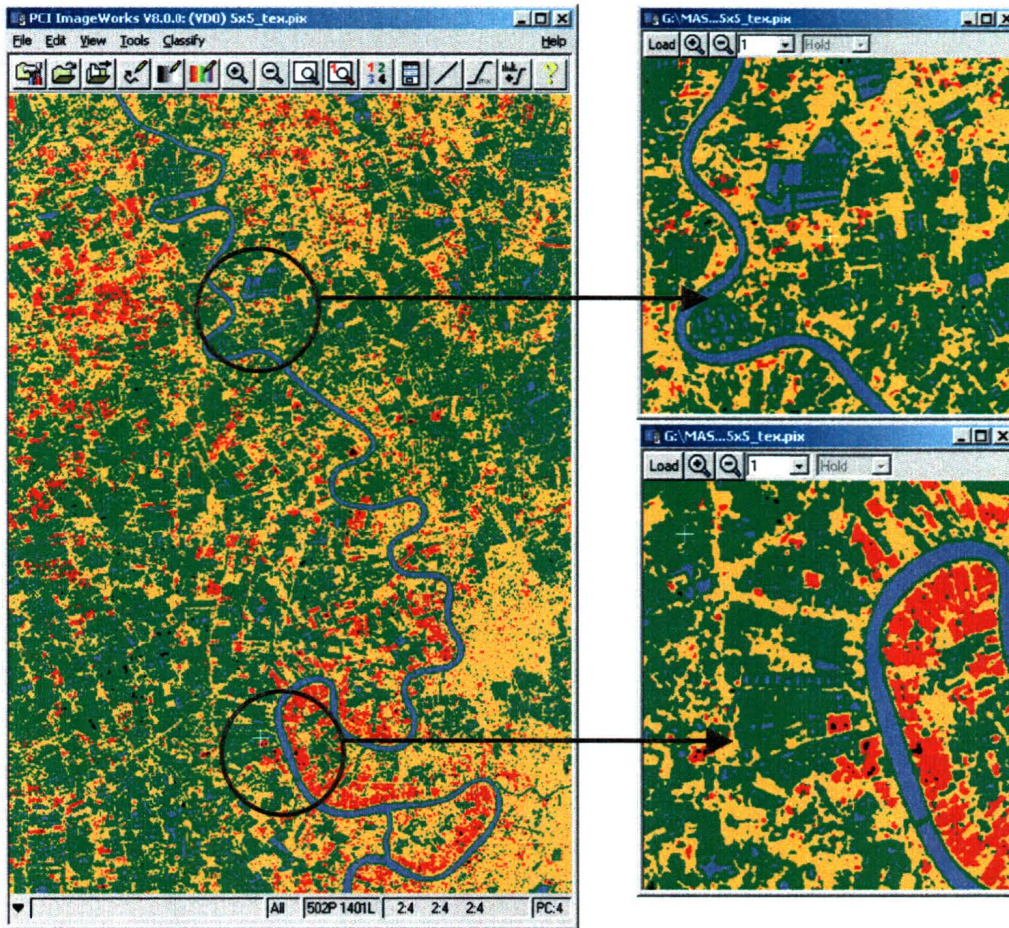 PCI ImageWorks V8.0.0: (VDO) 5x5_tex.pix
File Edit View Tools Classify Help
All 502P 1401L 2:4 2:4 2:4 PC:4
G:\MAS...5x5_tex.pix
Load 1 Hold
G:\MAS...5x5_tex.pix
Load 1 Hold